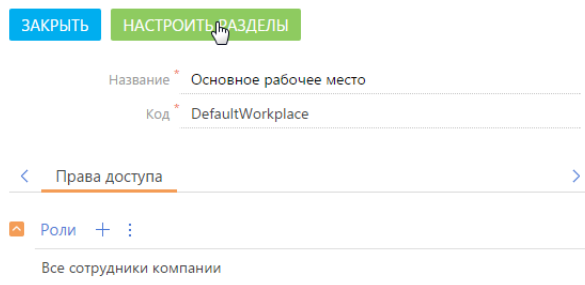 ЗАКРЫТЬ НАСТРОИТЬ РАЗДЕЛЫ
Название * Основное рабочее место
Код * DefaultWorkplace
Права доступа
Роли + ⋮
Все сотрудники компании